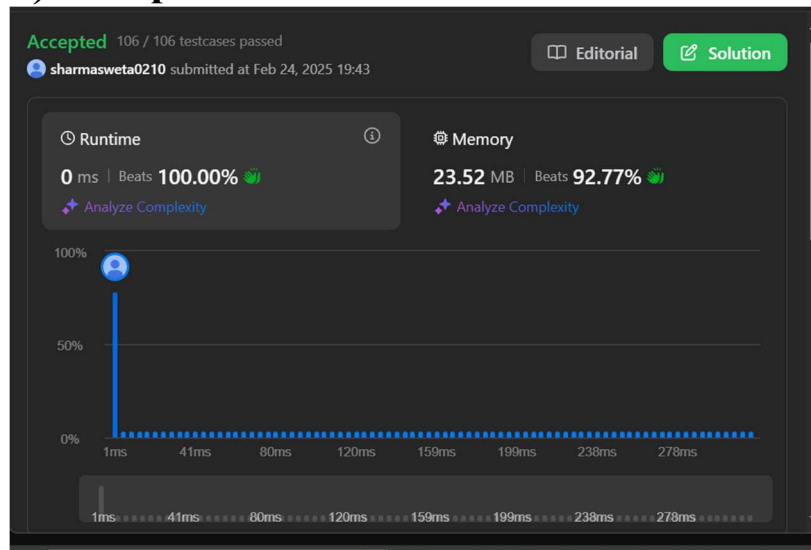 Accepted 106 / 106 testcases passed
Editorial
Solution
sharmasweta0210 submitted at Feb 24, 2025 19:43
Runtime
0 ms | Beats 100.00%
Analyze Complexity
Memory
23.52 MB | Beats 92.77%
Analyze Complexity
100%
50%
0%
1ms 41ms 80ms 120ms 159ms 199ms 238ms 278ms
1ms 41ms 80ms 120ms 159ms 199ms 238ms 278ms